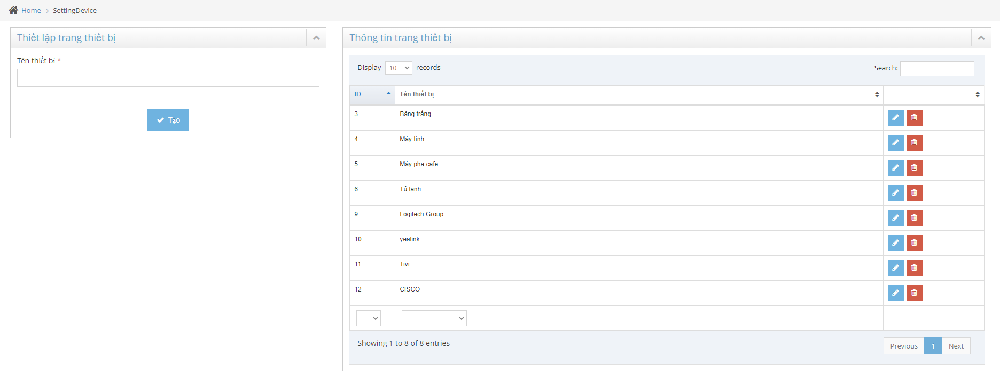 Home > SettingDevice
Thiết lập trang thiết bị
Tên thiết bị *
Tạo
Thông tin trang thiết bị
Display 10 records
Search:
ID Tên thiết bị
3 Bảng trắng
4 Máy tính
5 Máy pha cafe
6 Tủ lạnh
9 Logitech Group
10 yealink
11 Tivi
12 CISCO
Showing 1 to 8 of 8 entries
Previous 1 Next